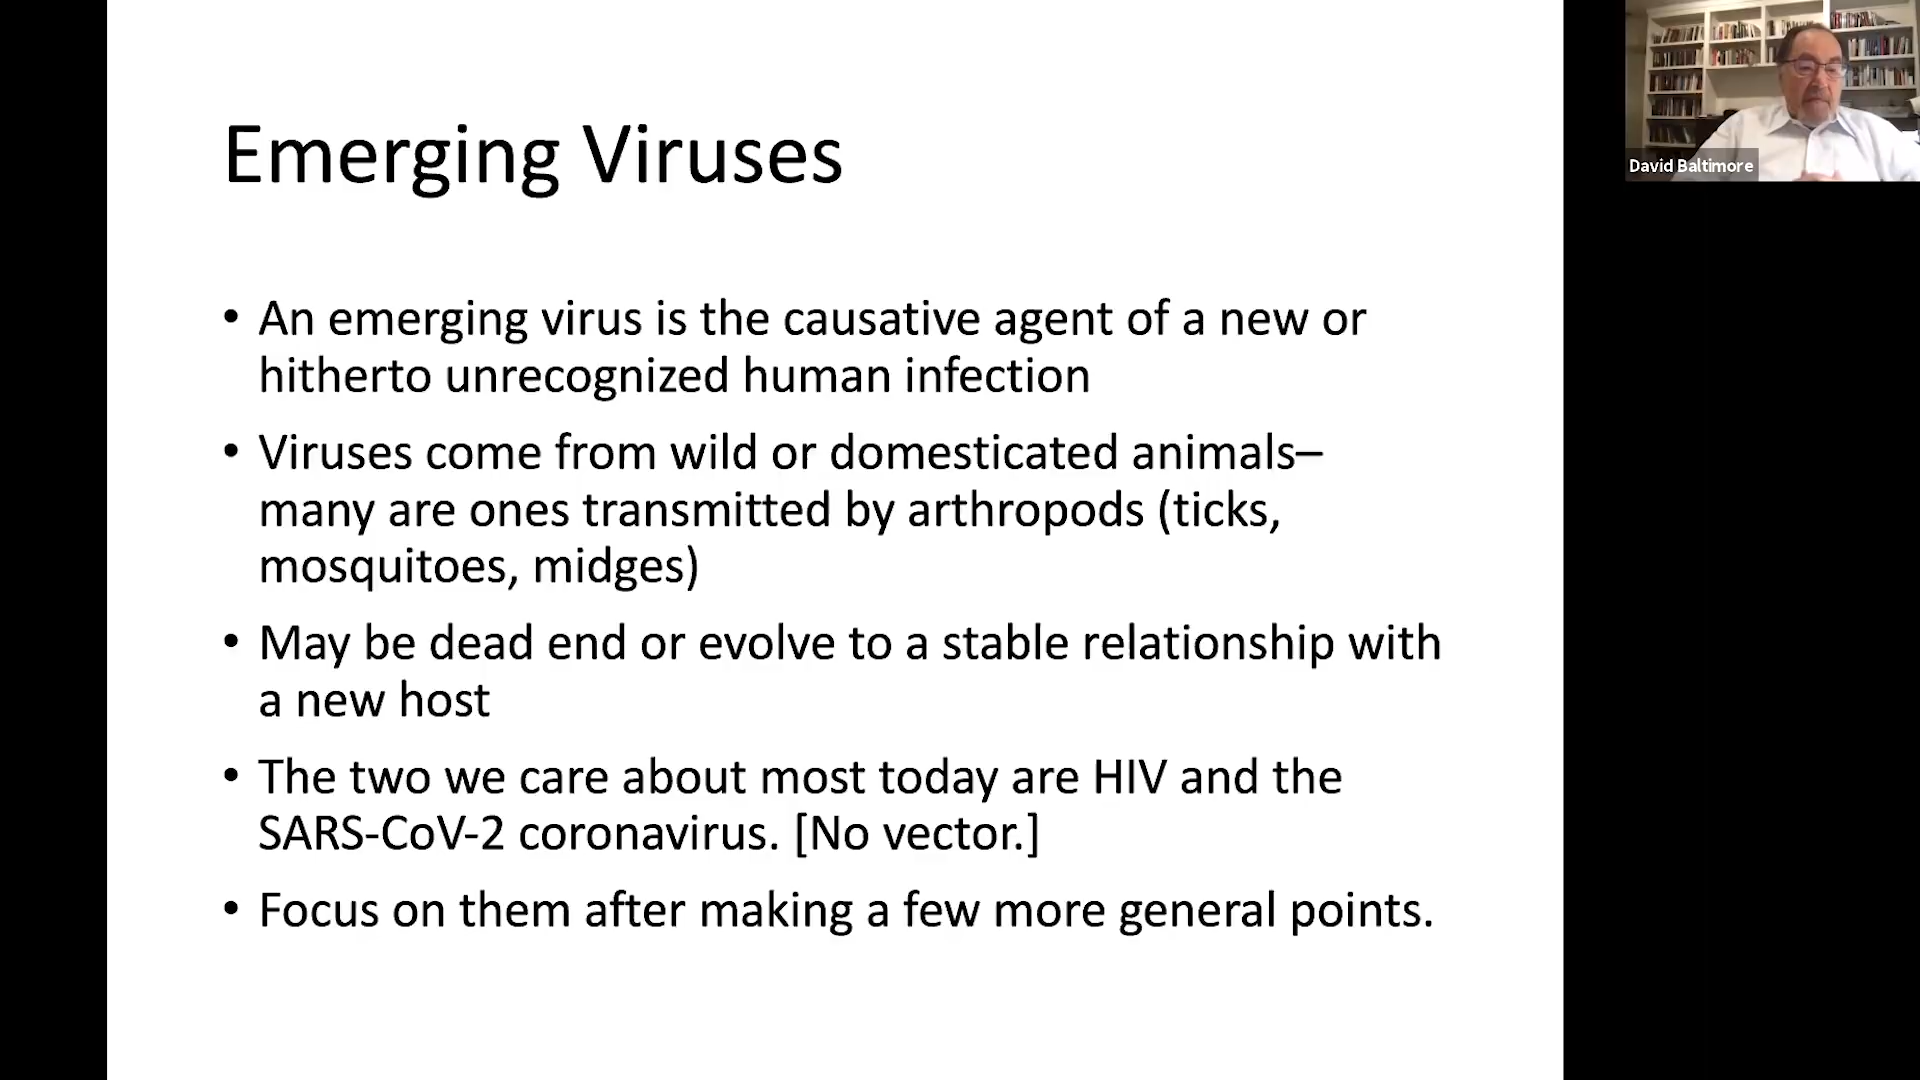 Emerging Viruses
• An emerging virus is the causative agent of a new or
hitherto unrecognized human infection
• Viruses come from wild or domesticated animals–
many are ones transmitted by arthropods (ticks,
mosquitoes, midges)
• May be dead end or evolve to a stable relationship with
a new host
• The two we care about most today are HIV and the
SARS-CoV-2 coronavirus. [No vector.]
• Focus on them after making a few more general points.
David Baltimore